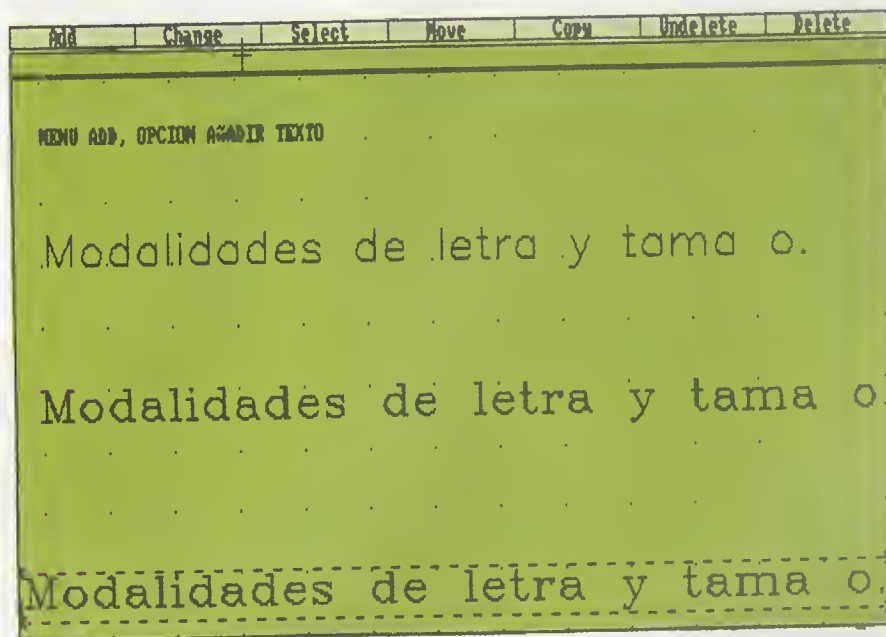 Add | Change | Select | Move | Copy | Undelete | Delete
MENU ADD, OPCION AÑADIR TEXTO
Modalidades de letra y tama o.
Modalidades de letra y tama o.
Modalidades de letra y tama o.